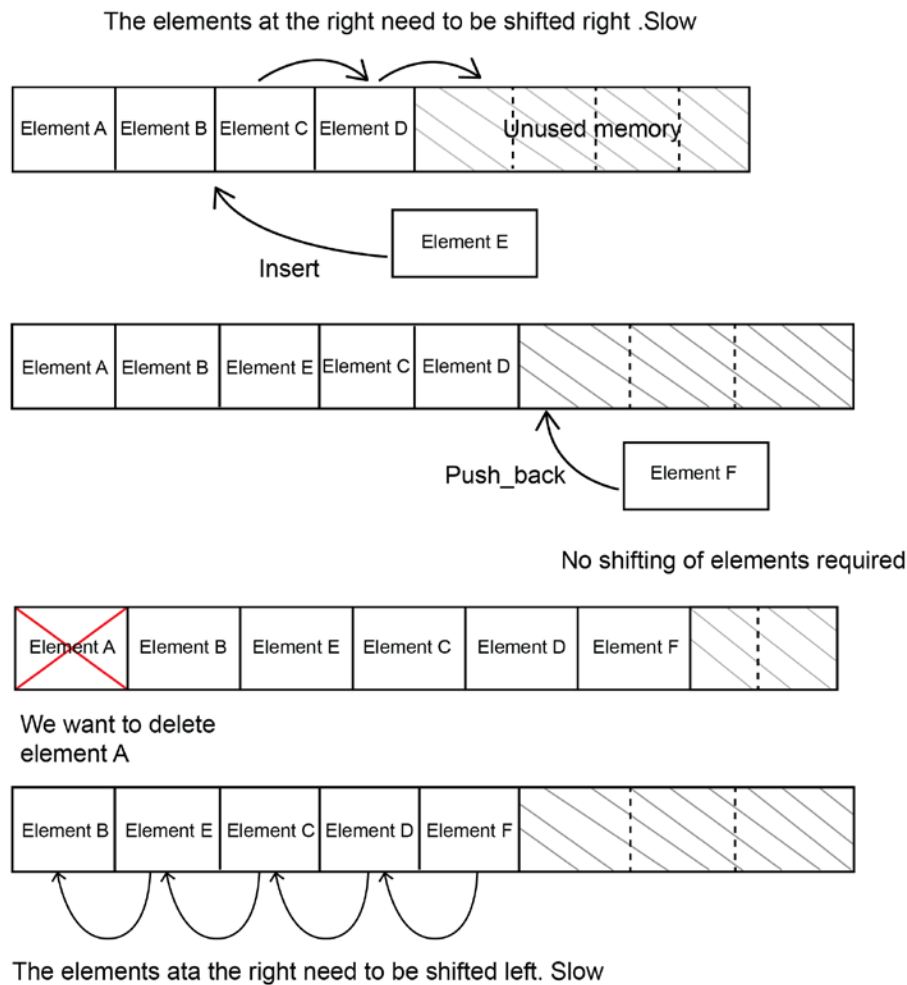 The elements at the right need to be shifted right .Slow
Element A Element B Element C Element D Unused memory
Element E
Insert
Element A Element B Element E Element C Element D
Push_back
Element F
No shifting of elements required
Element A Element B Element E Element C Element D Element F
We want to delete
element A
Element B Element E Element C Element D Element F
The elements ata the right need to be shifted left. Slow